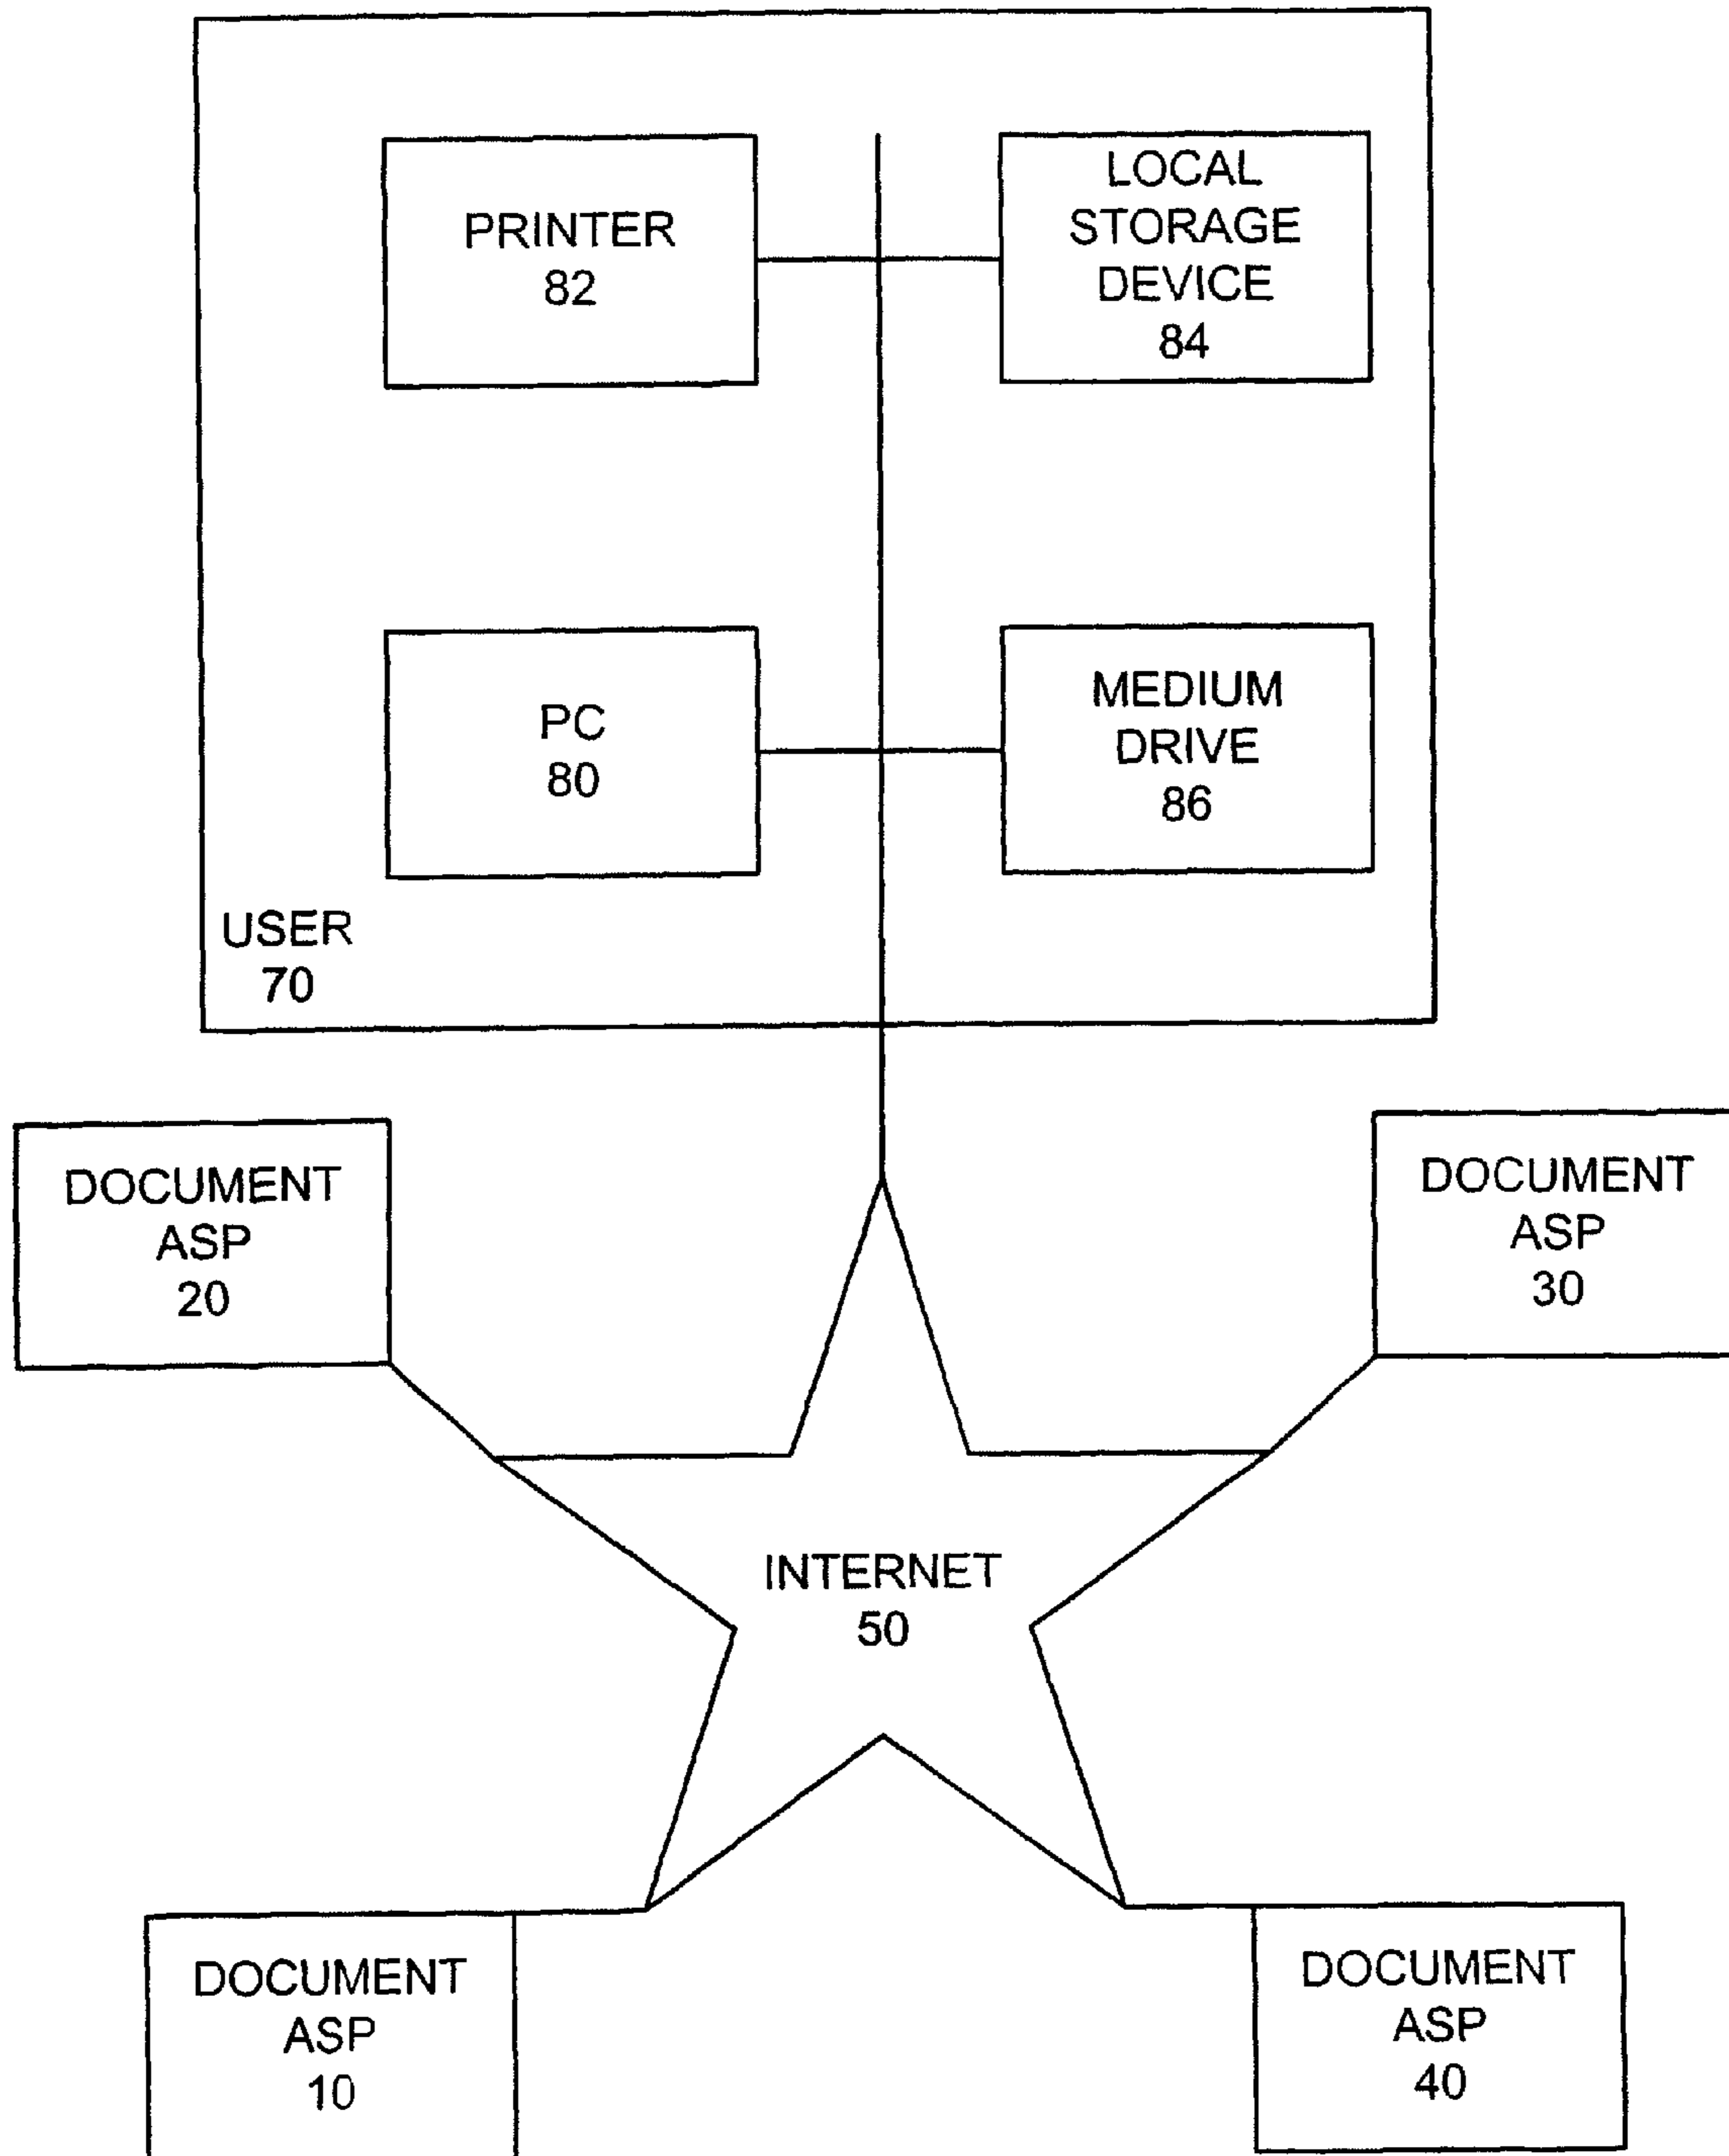 PRINTER
82
LOCAL
STORAGE
DEVICE
84
PC
80
MEDIUM
DRIVE
86
USER
70
DOCUMENT
ASP
20
DOCUMENT
ASP
30
INTERNET
50
DOCUMENT
ASP
10
DOCUMENT
ASP
40